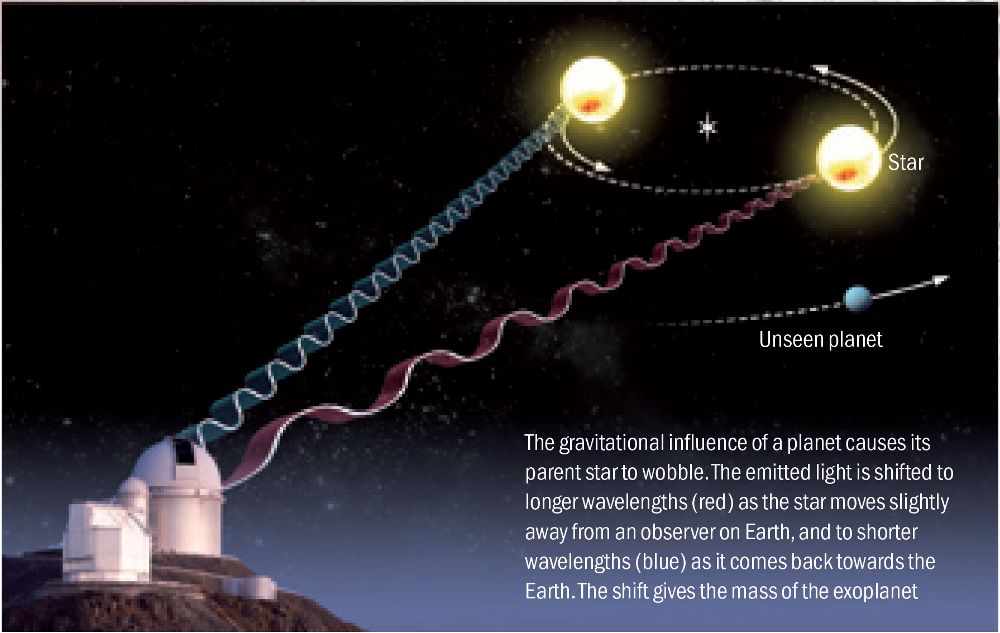 Star
Unseen planet
The gravitational influence of a planet causes its
parent star to wobble. The emitted light is shifted to
longer wavelengths (red) as the star moves slightly
away from an observer on Earth, and to shorter
wavelengths (blue) as it comes back towards the
Earth. The shift gives the mass of the exoplanet